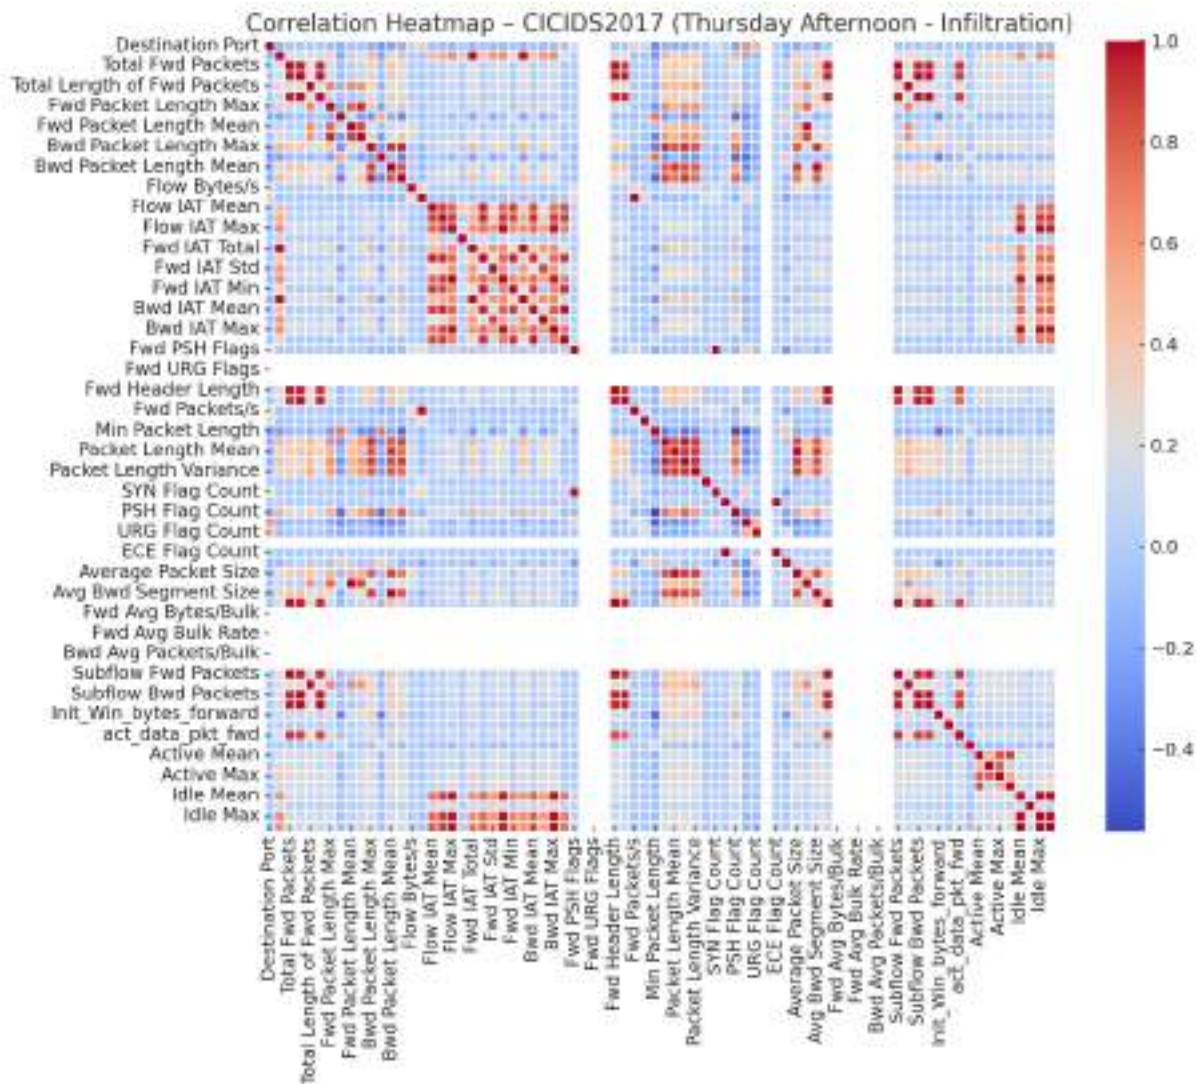 Correlation Heatmap – CICIDS2017 (Thursday Afternoon - Infiltration)
Destination Port
Total Fwd Packets
Total Length of Fwd Packets
Fwd Packet Length Max
Fwd Packet Length Mean
Bwd Packet Length Max
Bwd Packet Length Mean
Flow Bytes/s
Flow IAT Mean
Flow IAT Max
Fwd IAT Total
Fwd IAT Std
Fwd IAT Min
Bwd IAT Mean
Bwd IAT Max
Fwd PSH Flags
Fwd URG Flags
Fwd Header Length
Fwd Packets/s
Min Packet Length
Packet Length Mean
Packet Length Variance
SYN Flag Count
PSH Flag Count
URG Flag Count
ECE Flag Count
Average Packet Size
Avg Bwd Segment Size
Fwd Avg Bytes/Bulk
Fwd Avg Bulk Rate
Bwd Avg Packets/Bulk
Subflow Fwd Packets
Subflow Bwd Packets
Init_Win_bytes_forward
act_data_pkt_fwd
Active Mean
Active Max
Idle Mean
Idle Max
Destination Port
Total Fwd Packets
Total Length of Fwd Packets
Fwd Packet Length Max
Fwd Packet Length Mean
Bwd Packet Length Max
Bwd Packet Length Mean
Flow Bytes/s
Flow IAT Mean
Flow IAT Max
Fwd IAT Total
Fwd IAT Std
Fwd IAT Min
Bwd IAT Mean
Bwd IAT Max
Fwd PSH Flags
Fwd URG Flags
Fwd Header Length
Fwd Packets/s
Min Packet Length
Packet Length Mean
Packet Length Variance
SYN Flag Count
PSH Flag Count
URG Flag Count
ECE Flag Count
Average Packet Size
Avg Bwd Segment Size
Fwd Avg Bytes/Bulk
Fwd Avg Bulk Rate
Bwd Avg Packets/Bulk
Subflow Fwd Packets
Subflow Bwd Packets
Init_Win_bytes_forward
act_data_pkt_fwd
Active Mean
Active Max
Idle Mean
Idle Max
1.0
0.8
0.6
0.4
0.2
0.0
−0.2
−0.4